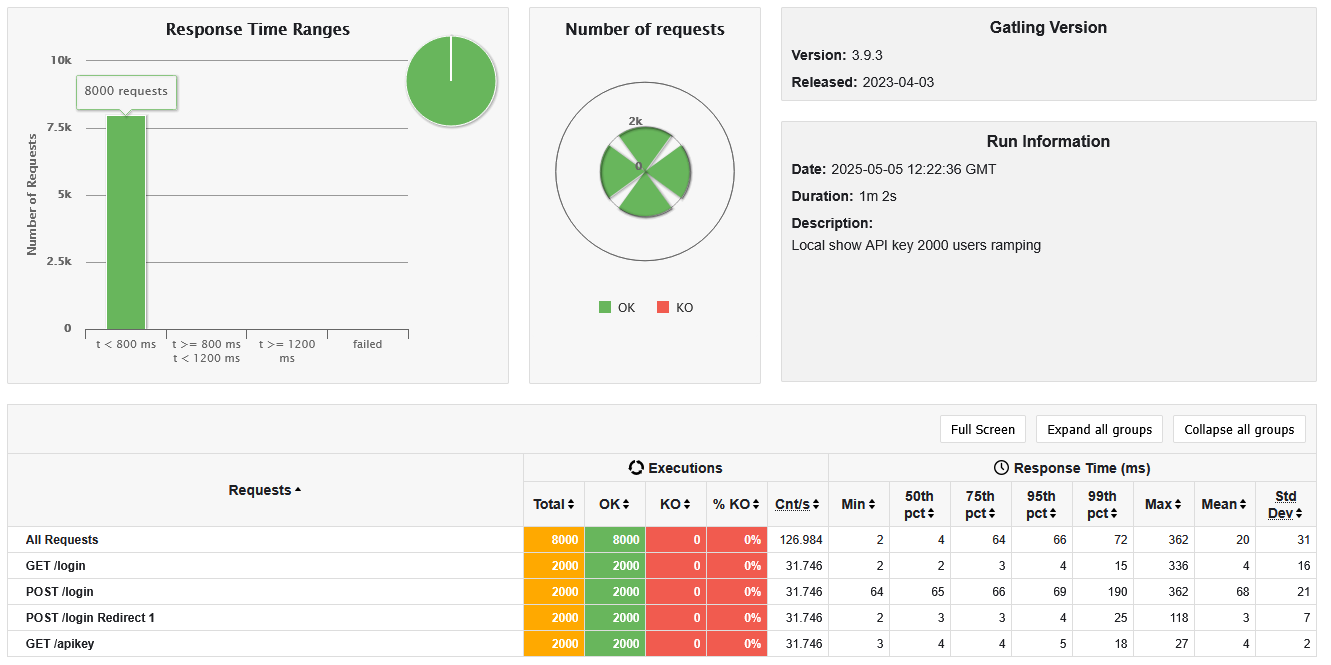 Response Time Ranges
10k
8000 requests
7.5k
5k
2.5k
0
Number of Requests
t < 800 ms
t >= 800 ms
t < 1200 ms
t >= 1200
ms
failed
Number of requests
2k
0
OK KO
Gatling Version
Version: 3.9.3
Released: 2023-04-03
Run Information
Date: 2025-05-05 12:22:36 GMT
Duration: 1m 2s
Description:
Local show API key 2000 users ramping
Full Screen Expand all groups Collapse all groups
Requests Executions Response Time (ms)
Total OK KO % KO Cnt/s Min 50th pct 75th pct 95th pct 99th pct Max Mean Std Dev
All Requests 8000 8000 0 0% 126.984 2 4 64 66 72 362 20 31
GET /login 2000 2000 0 0% 31.746 2 2 3 4 15 336 4 16
POST /login 2000 2000 0 0% 31.746 64 65 66 69 190 362 68 21
POST /login Redirect 1 2000 2000 0 0% 31.746 2 3 3 4 25 118 3 7
GET /apikey 2000 2000 0 0% 31.746 3 4 4 5 18 27 4 2